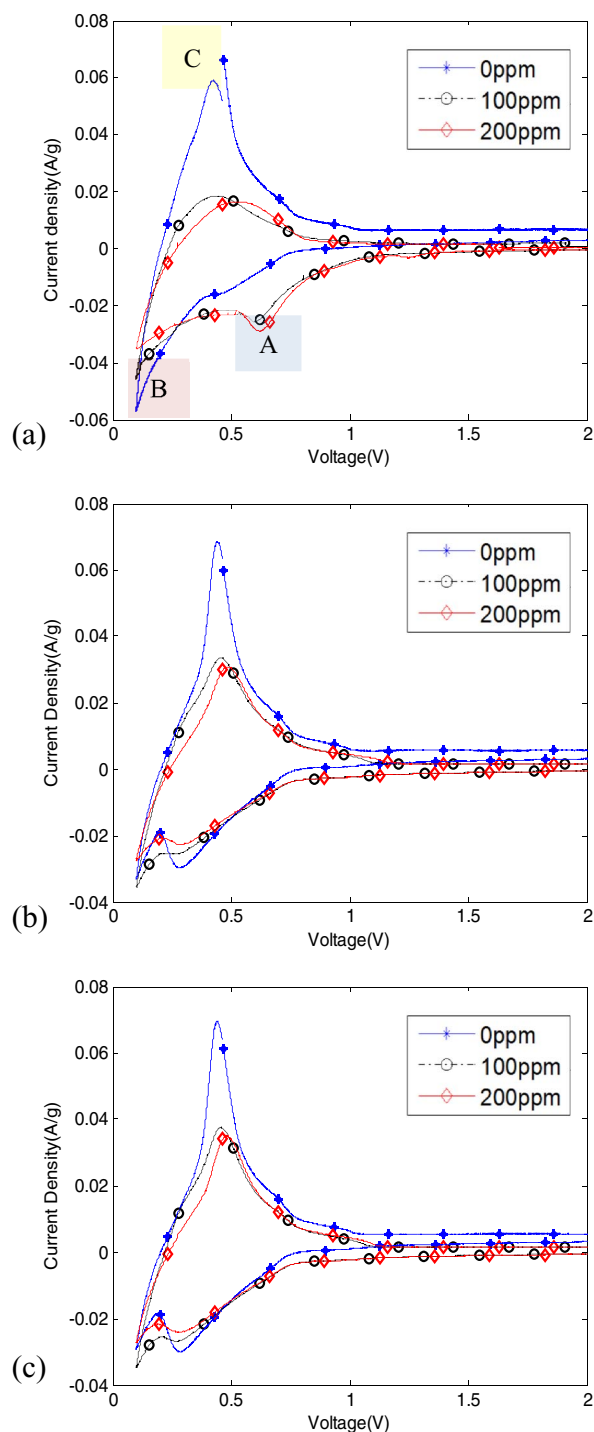 0.08
0.06
0.04
0.02
0
-0.02
-0.04
-0.06
Current density(A/g)
C
A
B
0ppm
100ppm
200ppm
0
0.5
1
1.5
2
Voltage(V)
(a)
0.08
0.06
0.04
0.02
0
-0.02
-0.04
Current Density(A/g)
0ppm
100ppm
200ppm
0
0.5
1
1.5
2
Voltage(V)
(b)
0.08
0.06
0.04
0.02
0
-0.02
-0.04
Current Density(A/g)
0ppm
100ppm
200ppm
0
0.5
1
1.5
2
Voltage(V)
(c)